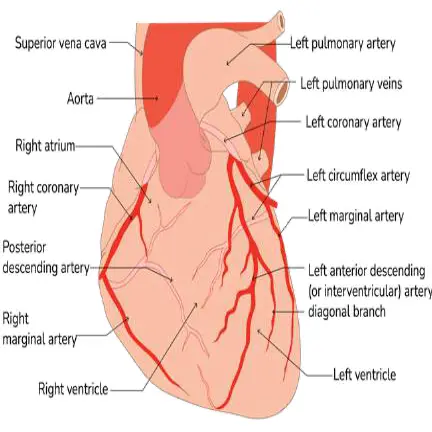 Superior vena cava
Aorta
Right atrium
Right coronary
artery
Posterior
descending artery
Right
marginal artery
Right ventricle
Left pulmonary artery
Left pulmonary veins
Left coronary artery
Left circumflex artery
Left marginal artery
Left anterior descending
(or interventricular) artery
diagonal branch
Left ventricle